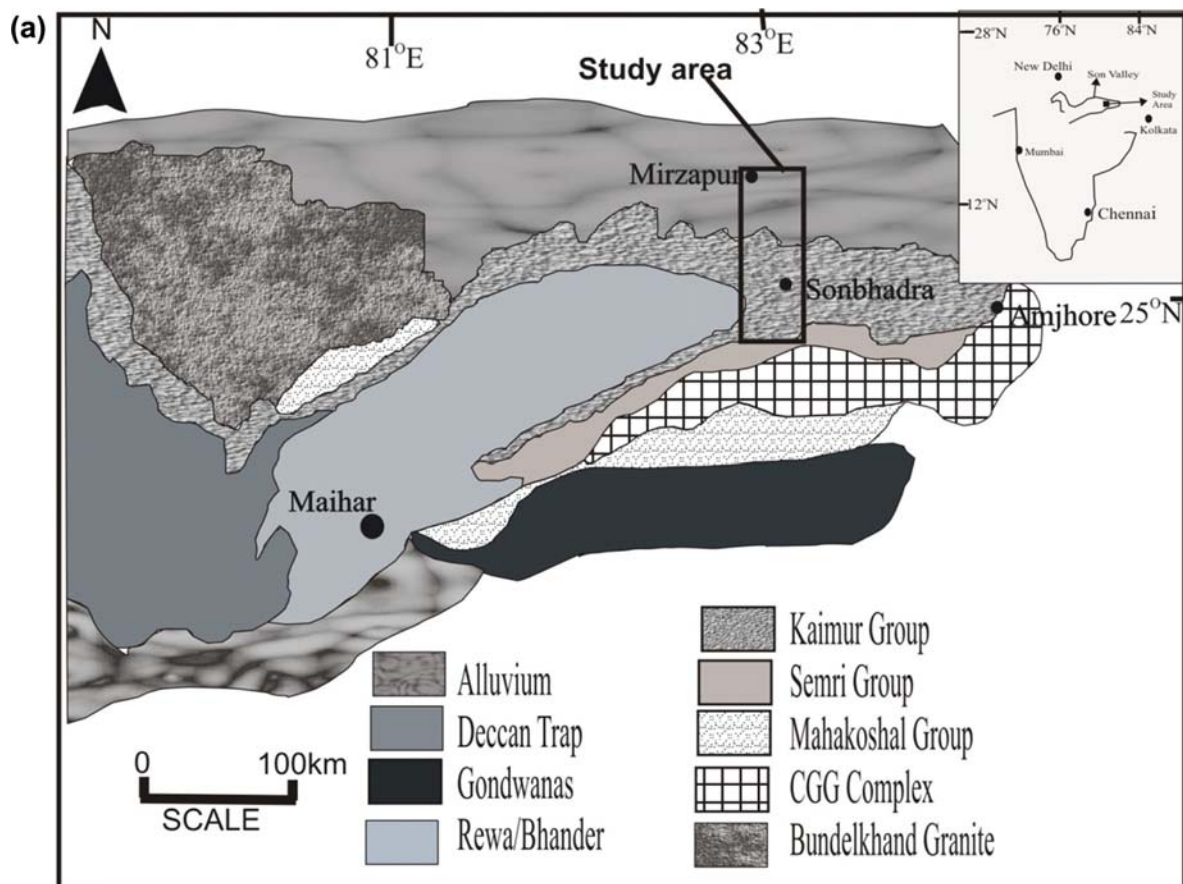 (a)
N
81°E
83°E
Study area
Mirzapur
Sonbhadra
Amjhore
25°N
Maihar
28°N
76°N
84°N
New Delhi
Son Valley
Study
Area
Kolkata
Mumbai
12°N
Chennai
0
100km
SCALE
Alluvium
Deccan Trap
Gondwanas
Rewa/Bhander
Kaimur Group
Semri Group
Mahakoshal Group
CGG Complex
Bundelkhand Granite